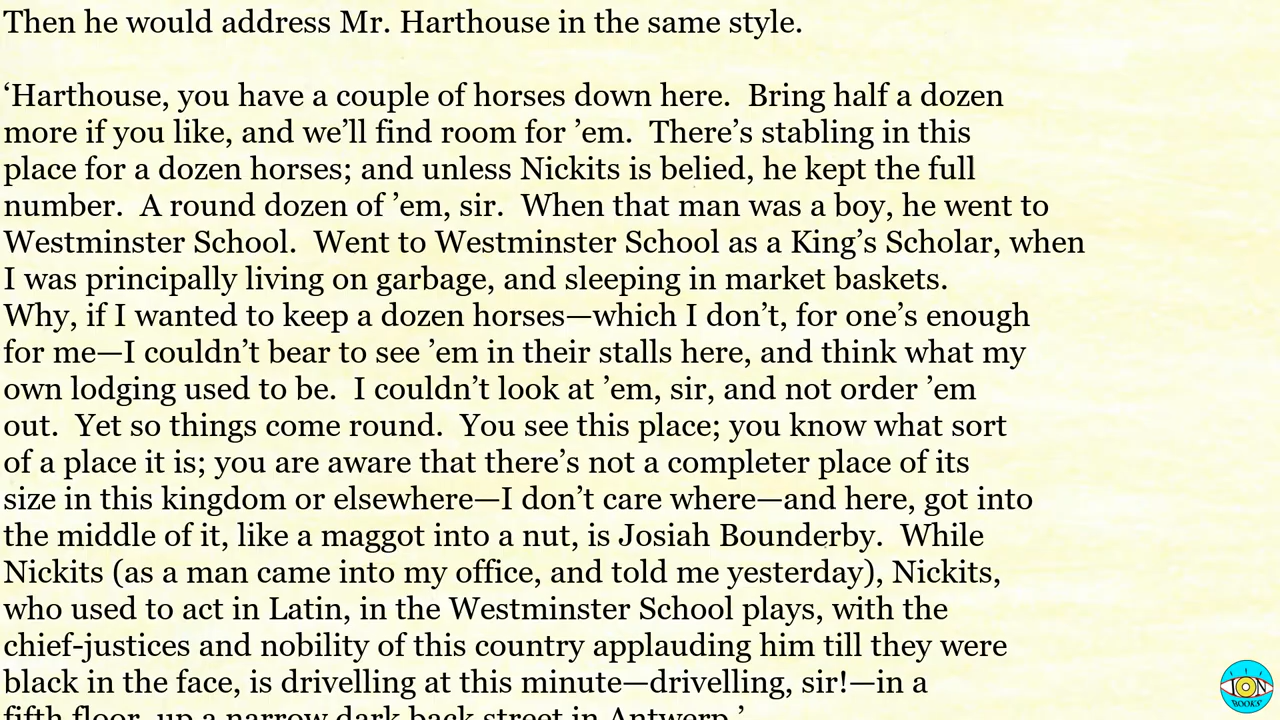 Then he would address Mr. Harthouse in the same style.
‘Harthouse, you have a couple of horses down here.  Bring half a dozen
more if you like, and we’ll find room for ’em.  There’s stabling in this
place for a dozen horses; and unless Nickits is belied, he kept the full
number.  A round dozen of ’em, sir.  When that man was a boy, he went to
Westminster School.  Went to Westminster School as a King’s Scholar, when
I was principally living on garbage, and sleeping in market baskets.
Why, if I wanted to keep a dozen horses—which I don’t, for one’s enough
for me—I couldn’t bear to see ’em in their stalls here, and think what my
own lodging used to be.  I couldn’t look at ’em, sir, and not order ’em
out.  Yet so things come round.  You see this place; you know what sort
of a place it is; you are aware that there’s not a completer place of its
size in this kingdom or elsewhere—I don’t care where—and here, got into
the middle of it, like a maggot into a nut, is Josiah Bounderby.  While
Nickits (as a man came into my office, and told me yesterday), Nickits,
who used to act in Latin, in the Westminster School plays, with the
chief-justices and nobility of this country applauding him till they were
black in the face, is drivelling at this minute—drivelling, sir!—in a
fifth floor, up a narrow dark back street in Antwerp.’
ION
BOOKS